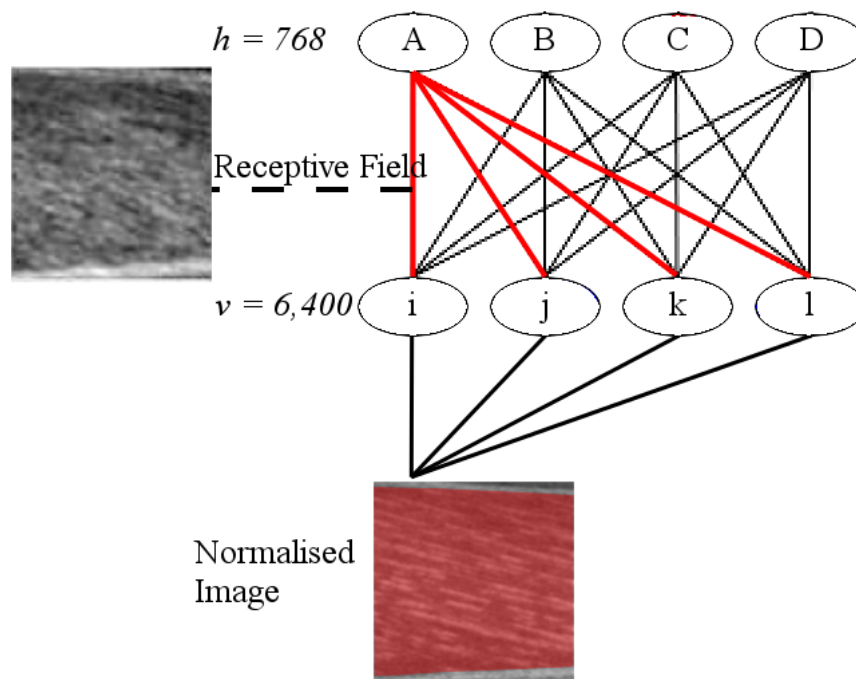 h = 768
A B C D
Receptive Field
v = 6,400
i j k l
Normalised
Image